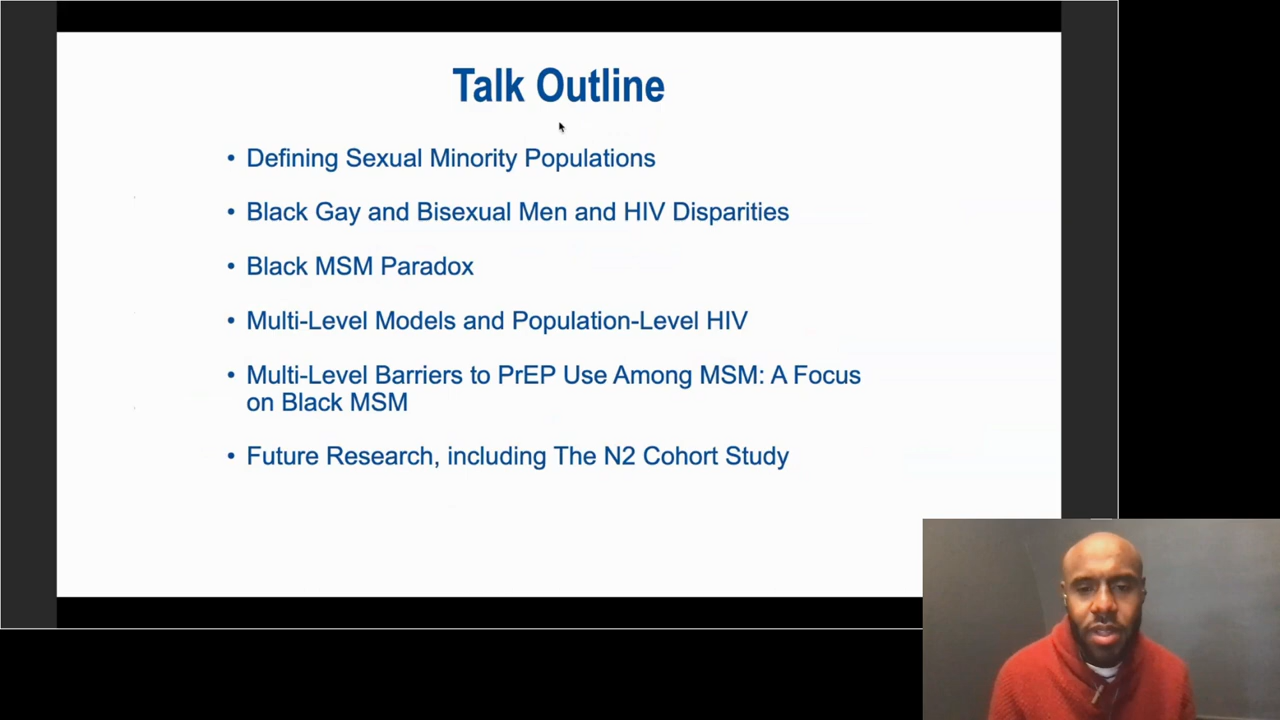 Talk Outline
• Defining Sexual Minority Populations
• Black Gay and Bisexual Men and HIV Disparities
• Black MSM Paradox
• Multi-Level Models and Population-Level HIV
• Multi-Level Barriers to PrEP Use Among MSM: A Focus
on Black MSM
• Future Research, including The N2 Cohort Study